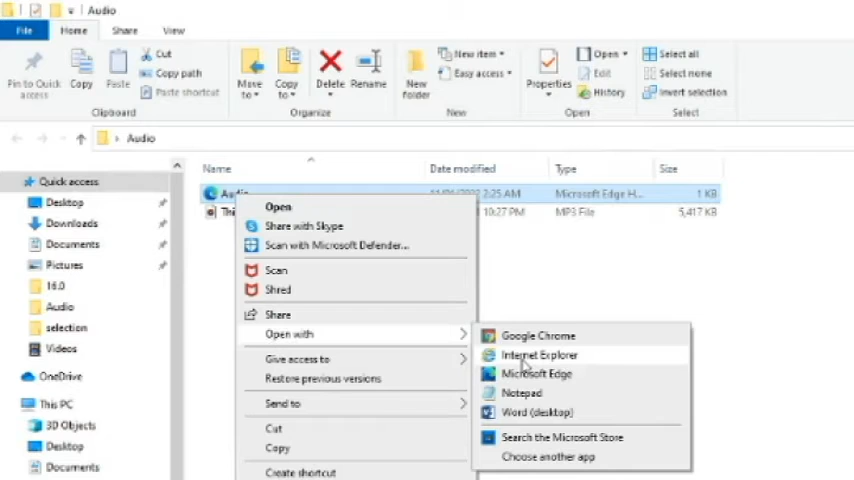 Audio
File
Home
Share
View
Pin to Quick access
Copy
Paste
Cut
Copy path
Paste shortcut
Clipboard
Move to
Copy to
Delete
Rename
Organize
New folder
New item
Easy access
New
Properties
Open
Edit
History
Open
Select all
Select none
Invert selection
Select
Audio
Name
Date modified
Type
Size
Quick access
Desktop
Downloads
Documents
Pictures
16.0
Audio
selection
Videos
OneDrive
This PC
3D Objects
Desktop
Documents
Audio
2:25 AM
Microsoft Edge H...
1 KB
10:27 PM
MP3 File
5,417 KB
Open
Share with Skype
Scan with Microsoft Defender...
Scan
Shred
Share
Open with
Give access to
Restore previous versions
Send to
Cut
Copy
Create shortcut
Google Chrome
Internet Explorer
Microsoft Edge
Notepad
Word (desktop)
Search the Microsoft Store
Choose another app